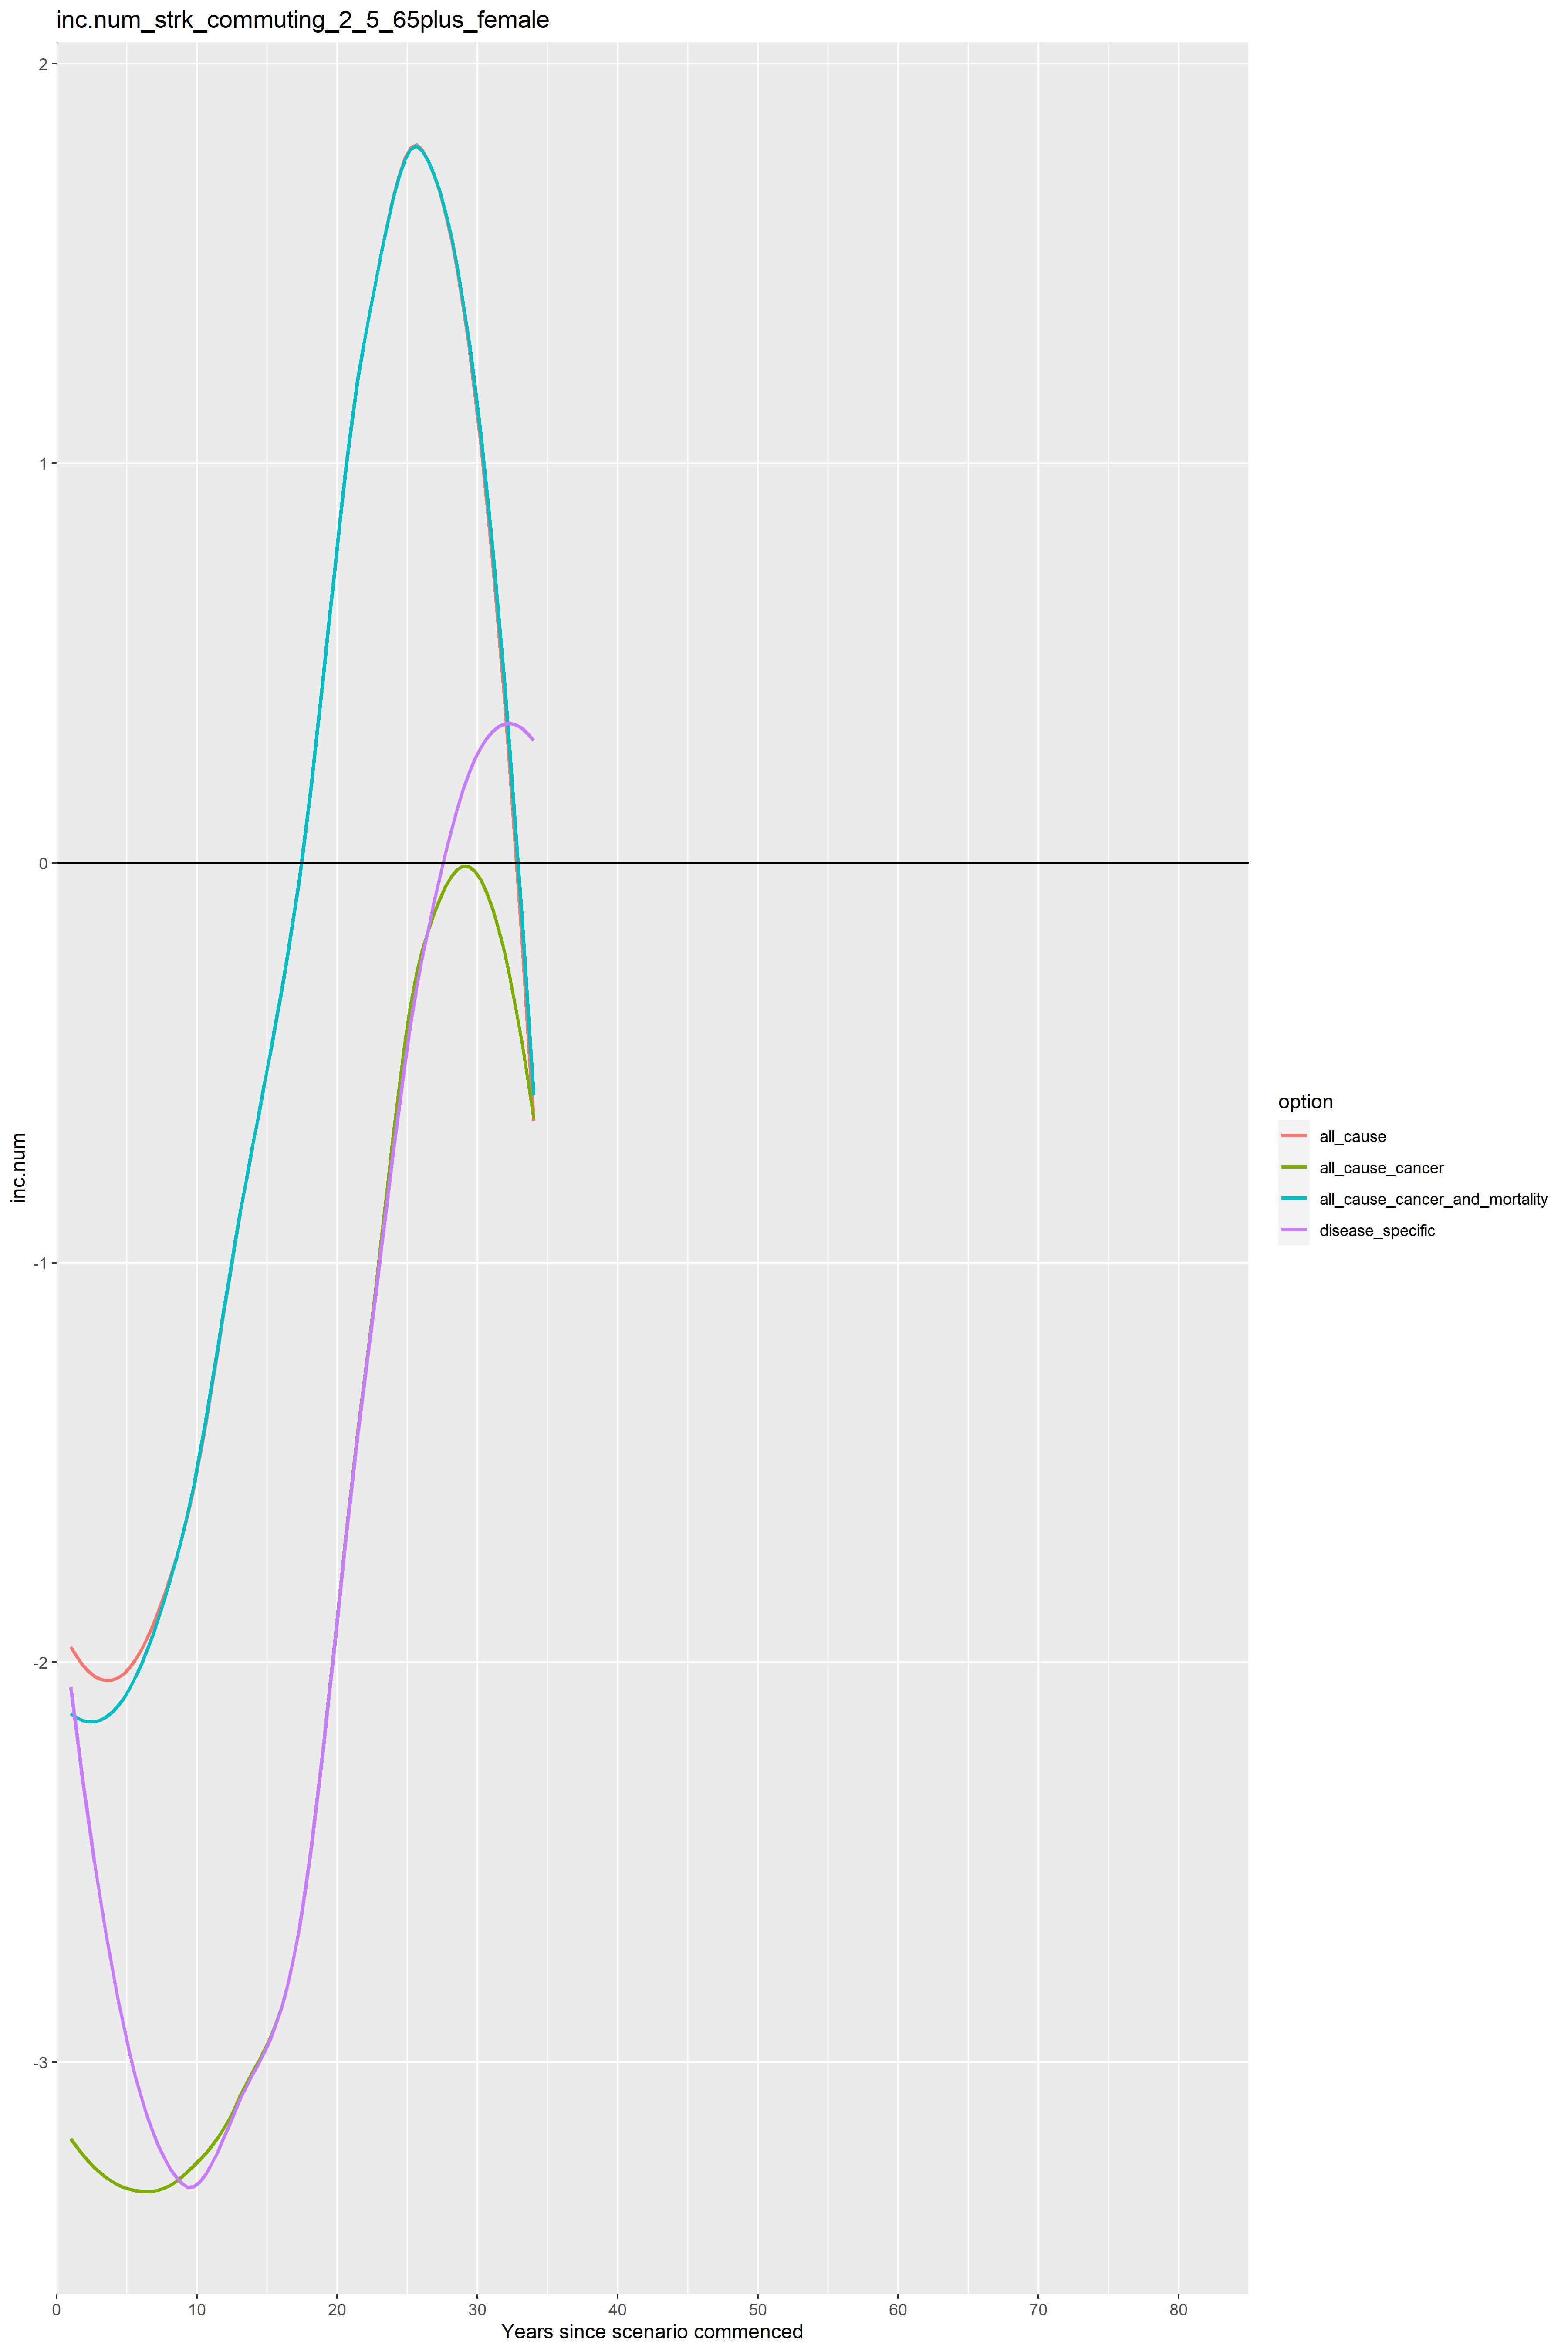 inc.num_strk_commuting_2_5_65plus_female
2
1
0
-1
-2
-3
inc.num
0 10 20 30 40 50 60 70 80
Years since scenario commenced
option
all_cause
all_cause_cancer
all_cause_cancer_and_mortality
disease_specific